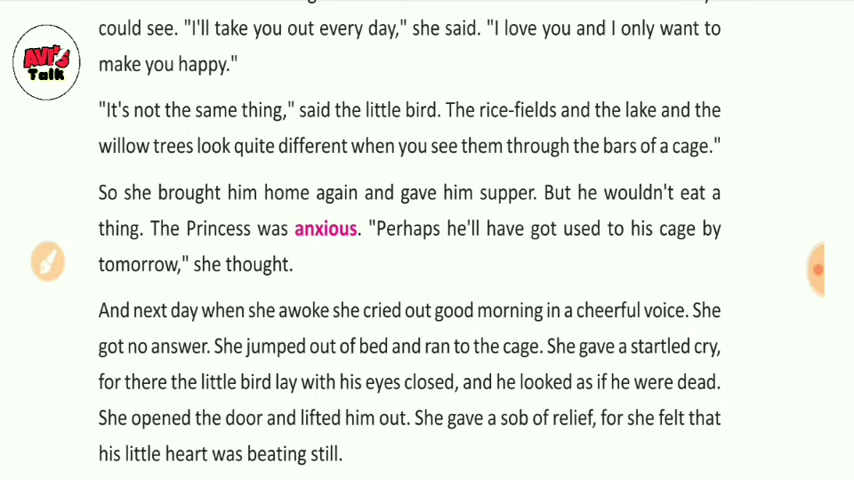 could see. "I'll take you out every day," she said. "I love you and I only want to
make you happy."
"It's not the same thing," said the little bird. The rice-fields and the lake and the
willow trees look quite different when you see them through the bars of a cage."
So she brought him home again and gave him supper. But he wouldn't eat a
thing. The Princess was anxious. "Perhaps he'll have got used to his cage by
tomorrow," she thought.
And next day when she awoke she cried out good morning in a cheerful voice. She
got no answer. She jumped out of bed and ran to the cage. She gave a startled cry,
for there the little bird lay with his eyes closed, and he looked as if he were dead.
She opened the door and lifted him out. She gave a sob of relief, for she felt that
his little heart was beating still.
AVI'S
Talk